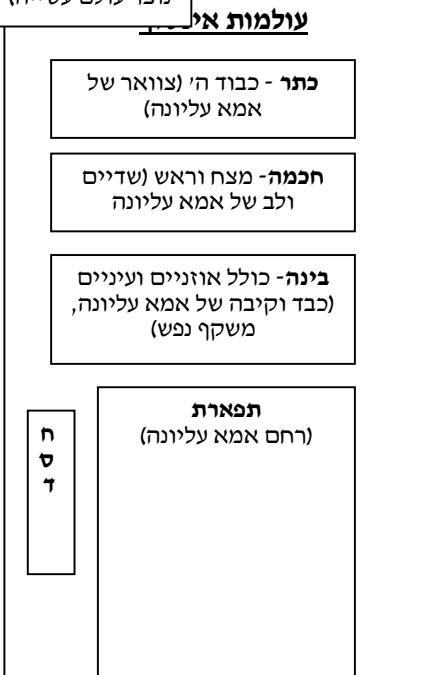 עולמות
כתר - כבוד ה׳ (צוואר של
אמא עליונה)
חכמה- מצח וראש (שדיים
ולב של אמא עליונה
בינה- כולל אוזניים ועיניים
(כבד וקיבה של אמא עליונה,
משקף נפש)
תפארת
(רחם אמא עליונה)
ח
ס
ד